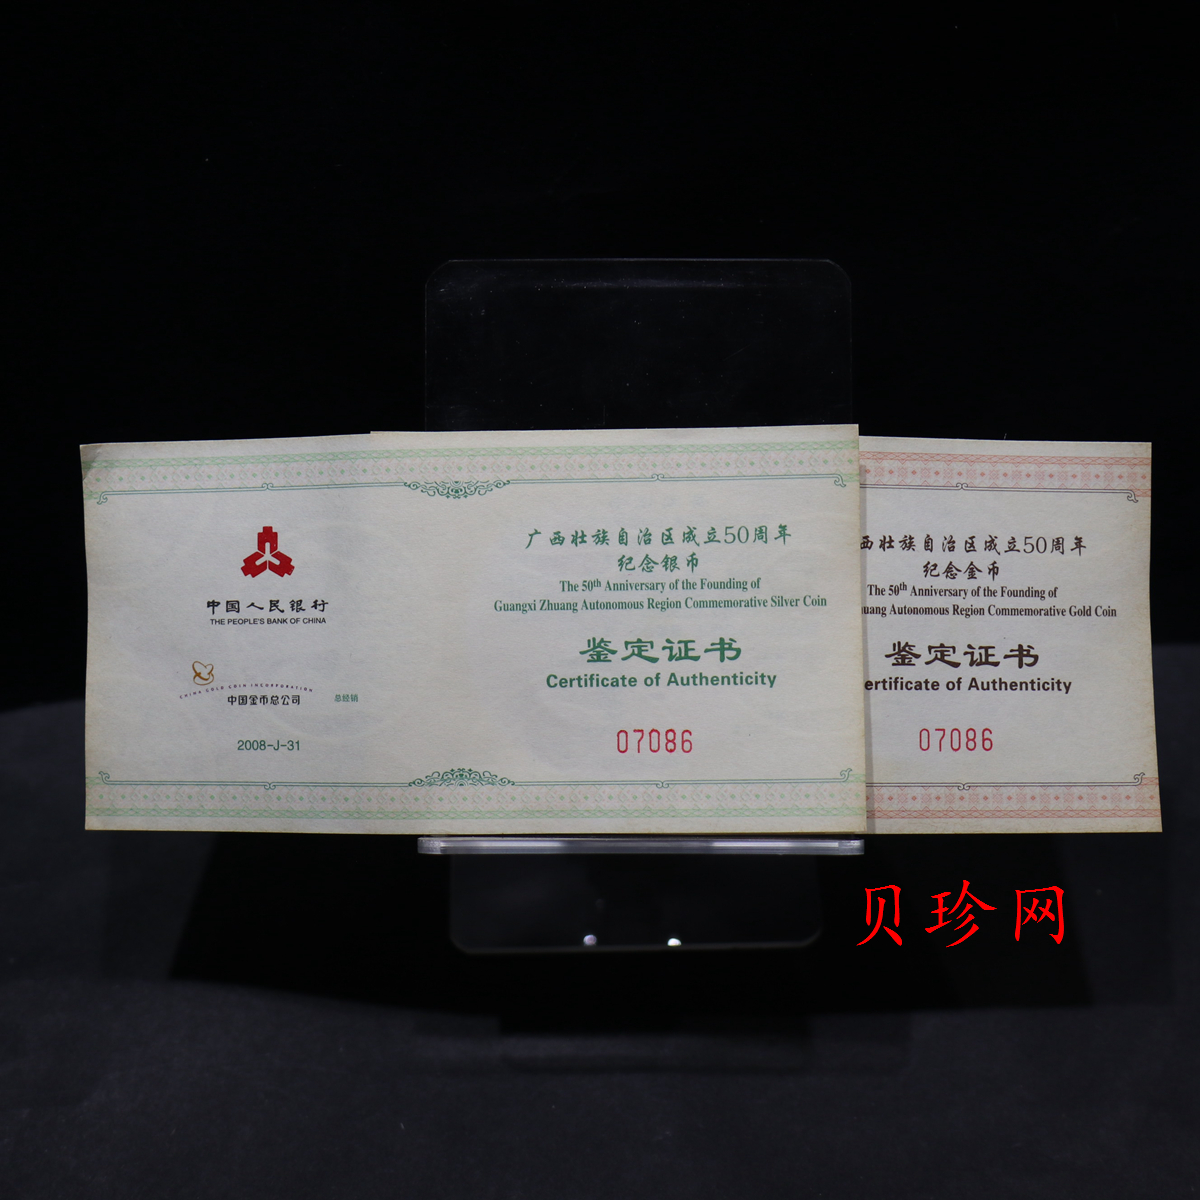 中国人民银行
THE PEOPLE'S BANK OF CHINA
CHINA GOLD COIN INCORPORATION
中国金币总公司
总经销
2008-J-31
广西壮族自治区成立50周年
纪念银币
The 50th Anniversary of the Founding of
Guangxi Zhuang Autonomous Region Commemorative Silver Coin
鉴定证书
Certificate of Authenticity
07086
西壮族自治区成立50周年
纪念金币
The 50th Anniversary of the Founding of
uang Autonomous Region Commemorative Gold Coin
鉴定证书
ertificate of Authenticity
07086
贝珍网